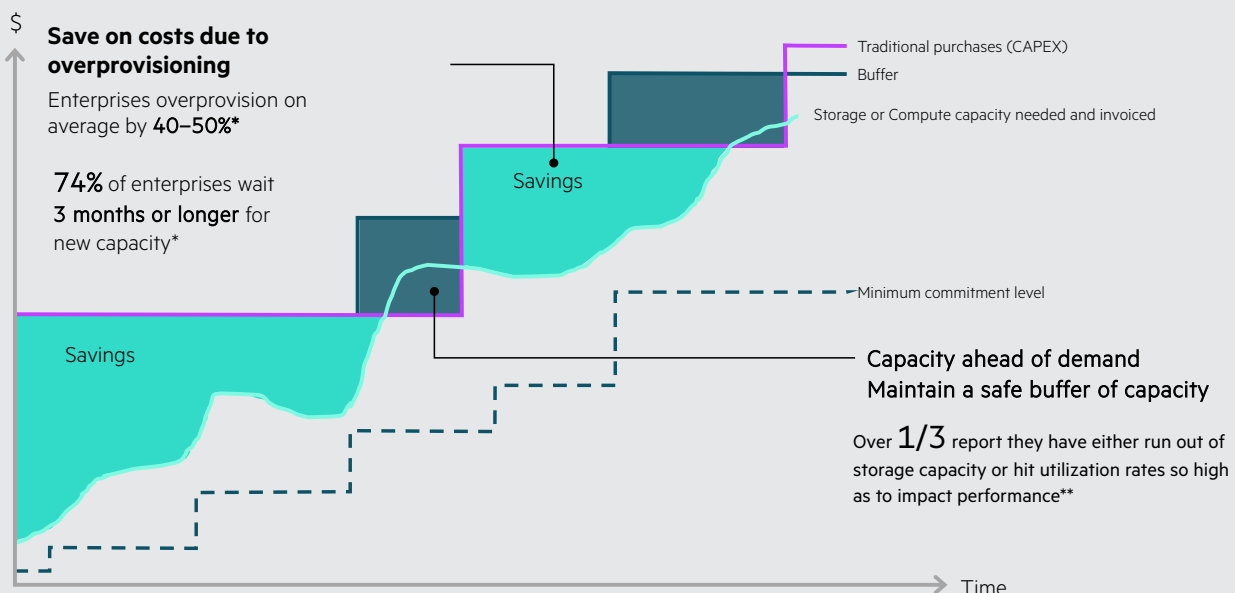 $
Save on costs due to
overprovisioning
Enterprises overprovision on
average by 40–50%*
74% of enterprises wait
3 months or longer for
new capacity*
Traditional purchases (CAPEX)
Buffer
Storage or Compute capacity needed and invoiced
Savings
Minimum commitment level
Savings
Capacity ahead of demand
Maintain a safe buffer of capacity
Over 1/3 report they have either run out of
storage capacity or hit utilization rates so high
as to impact performance**
Time